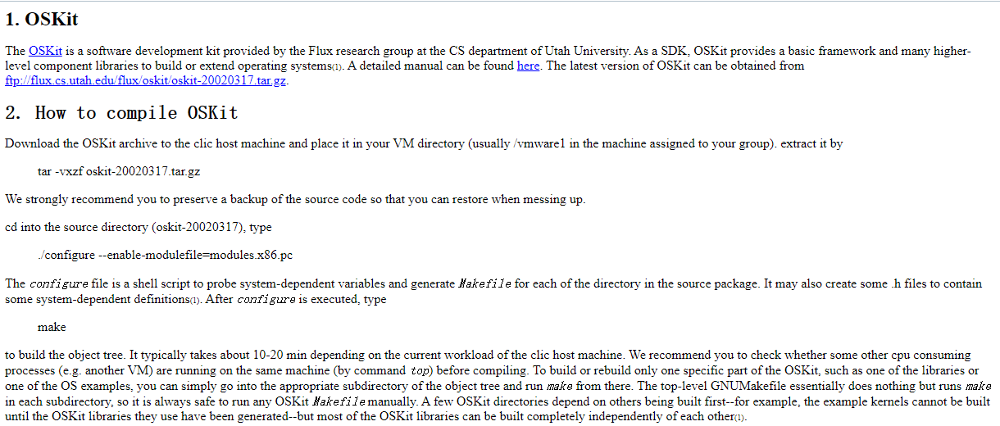 1. OSKit
The OSKit is a software development kit provided by the Flux research group at the CS department of Utah University. As a SDK, OSKit provides a basic framework and many higher-
level component libraries to build or extend operating systems(1). A detailed manual can be found here. The latest version of OSKit can be obtained from
ftp://flux.cs.utah.edu/flux/oskit/oskit-20020317.tar.gz.
2. How to compile OSKit
Download the OSKit archive to the clic host machine and place it in your VM directory (usually /vmware1 in the machine assigned to your group). extract it by
tar -vxzf oskit-20020317.tar.gz
We strongly recommend you to preserve a backup of the source code so that you can restore when messing up.
cd into the source directory (oskit-20020317), type
./configure --enable-modulefile=modules.x86.pc
The configure file is a shell script to probe system-dependent variables and generate Makefile for each of the directory in the source package. It may also create some .h files to contain
some system-dependent definitions(1). After configure is executed, type
make
to build the object tree. It typically takes about 10-20 min depending on the current workload of the clic host machine. We recommend you to check whether some other cpu consuming
processes (e.g. another VM) are running on the same machine (by command top) before compiling. To build or rebuild only one specific part of the OSKit, such as one of the libraries or
one of the OS examples, you can simply go into the appropriate subdirectory of the object tree and run make from there. The top-level GNUMakefile essentially does nothing but runs make
in each subdirectory, so it is always safe to run any OSKit Makefile manually. A few OSKit directories depend on others being built first--for example, the example kernels cannot be built
until the OSKit libraries they use have been generated--but most of the OSKit libraries can be built completely independently of each other(1).